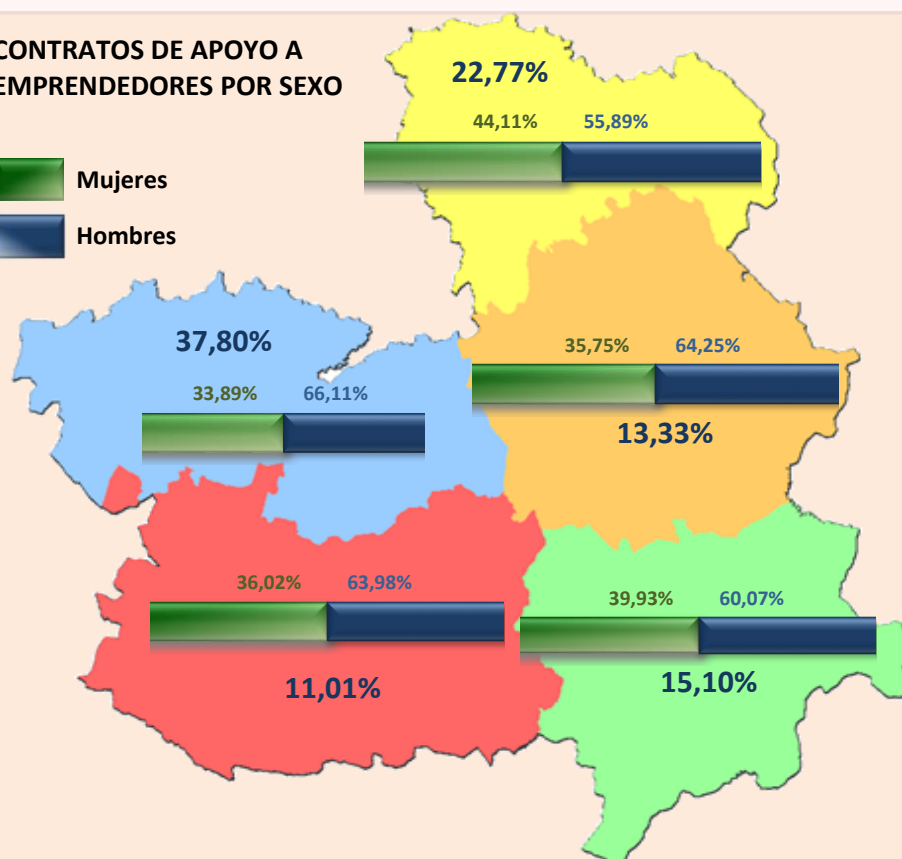 CONTRATOS DE APOYO A
EMPRENDEDORES POR SEXO
Mujeres
Hombres
22,77%
44,11% 55,89%
37,80%
33,89% 66,11%
35,75% 64,25%
13,33%
36,02% 63,98%
11,01%
39,93% 60,07%
15,10%